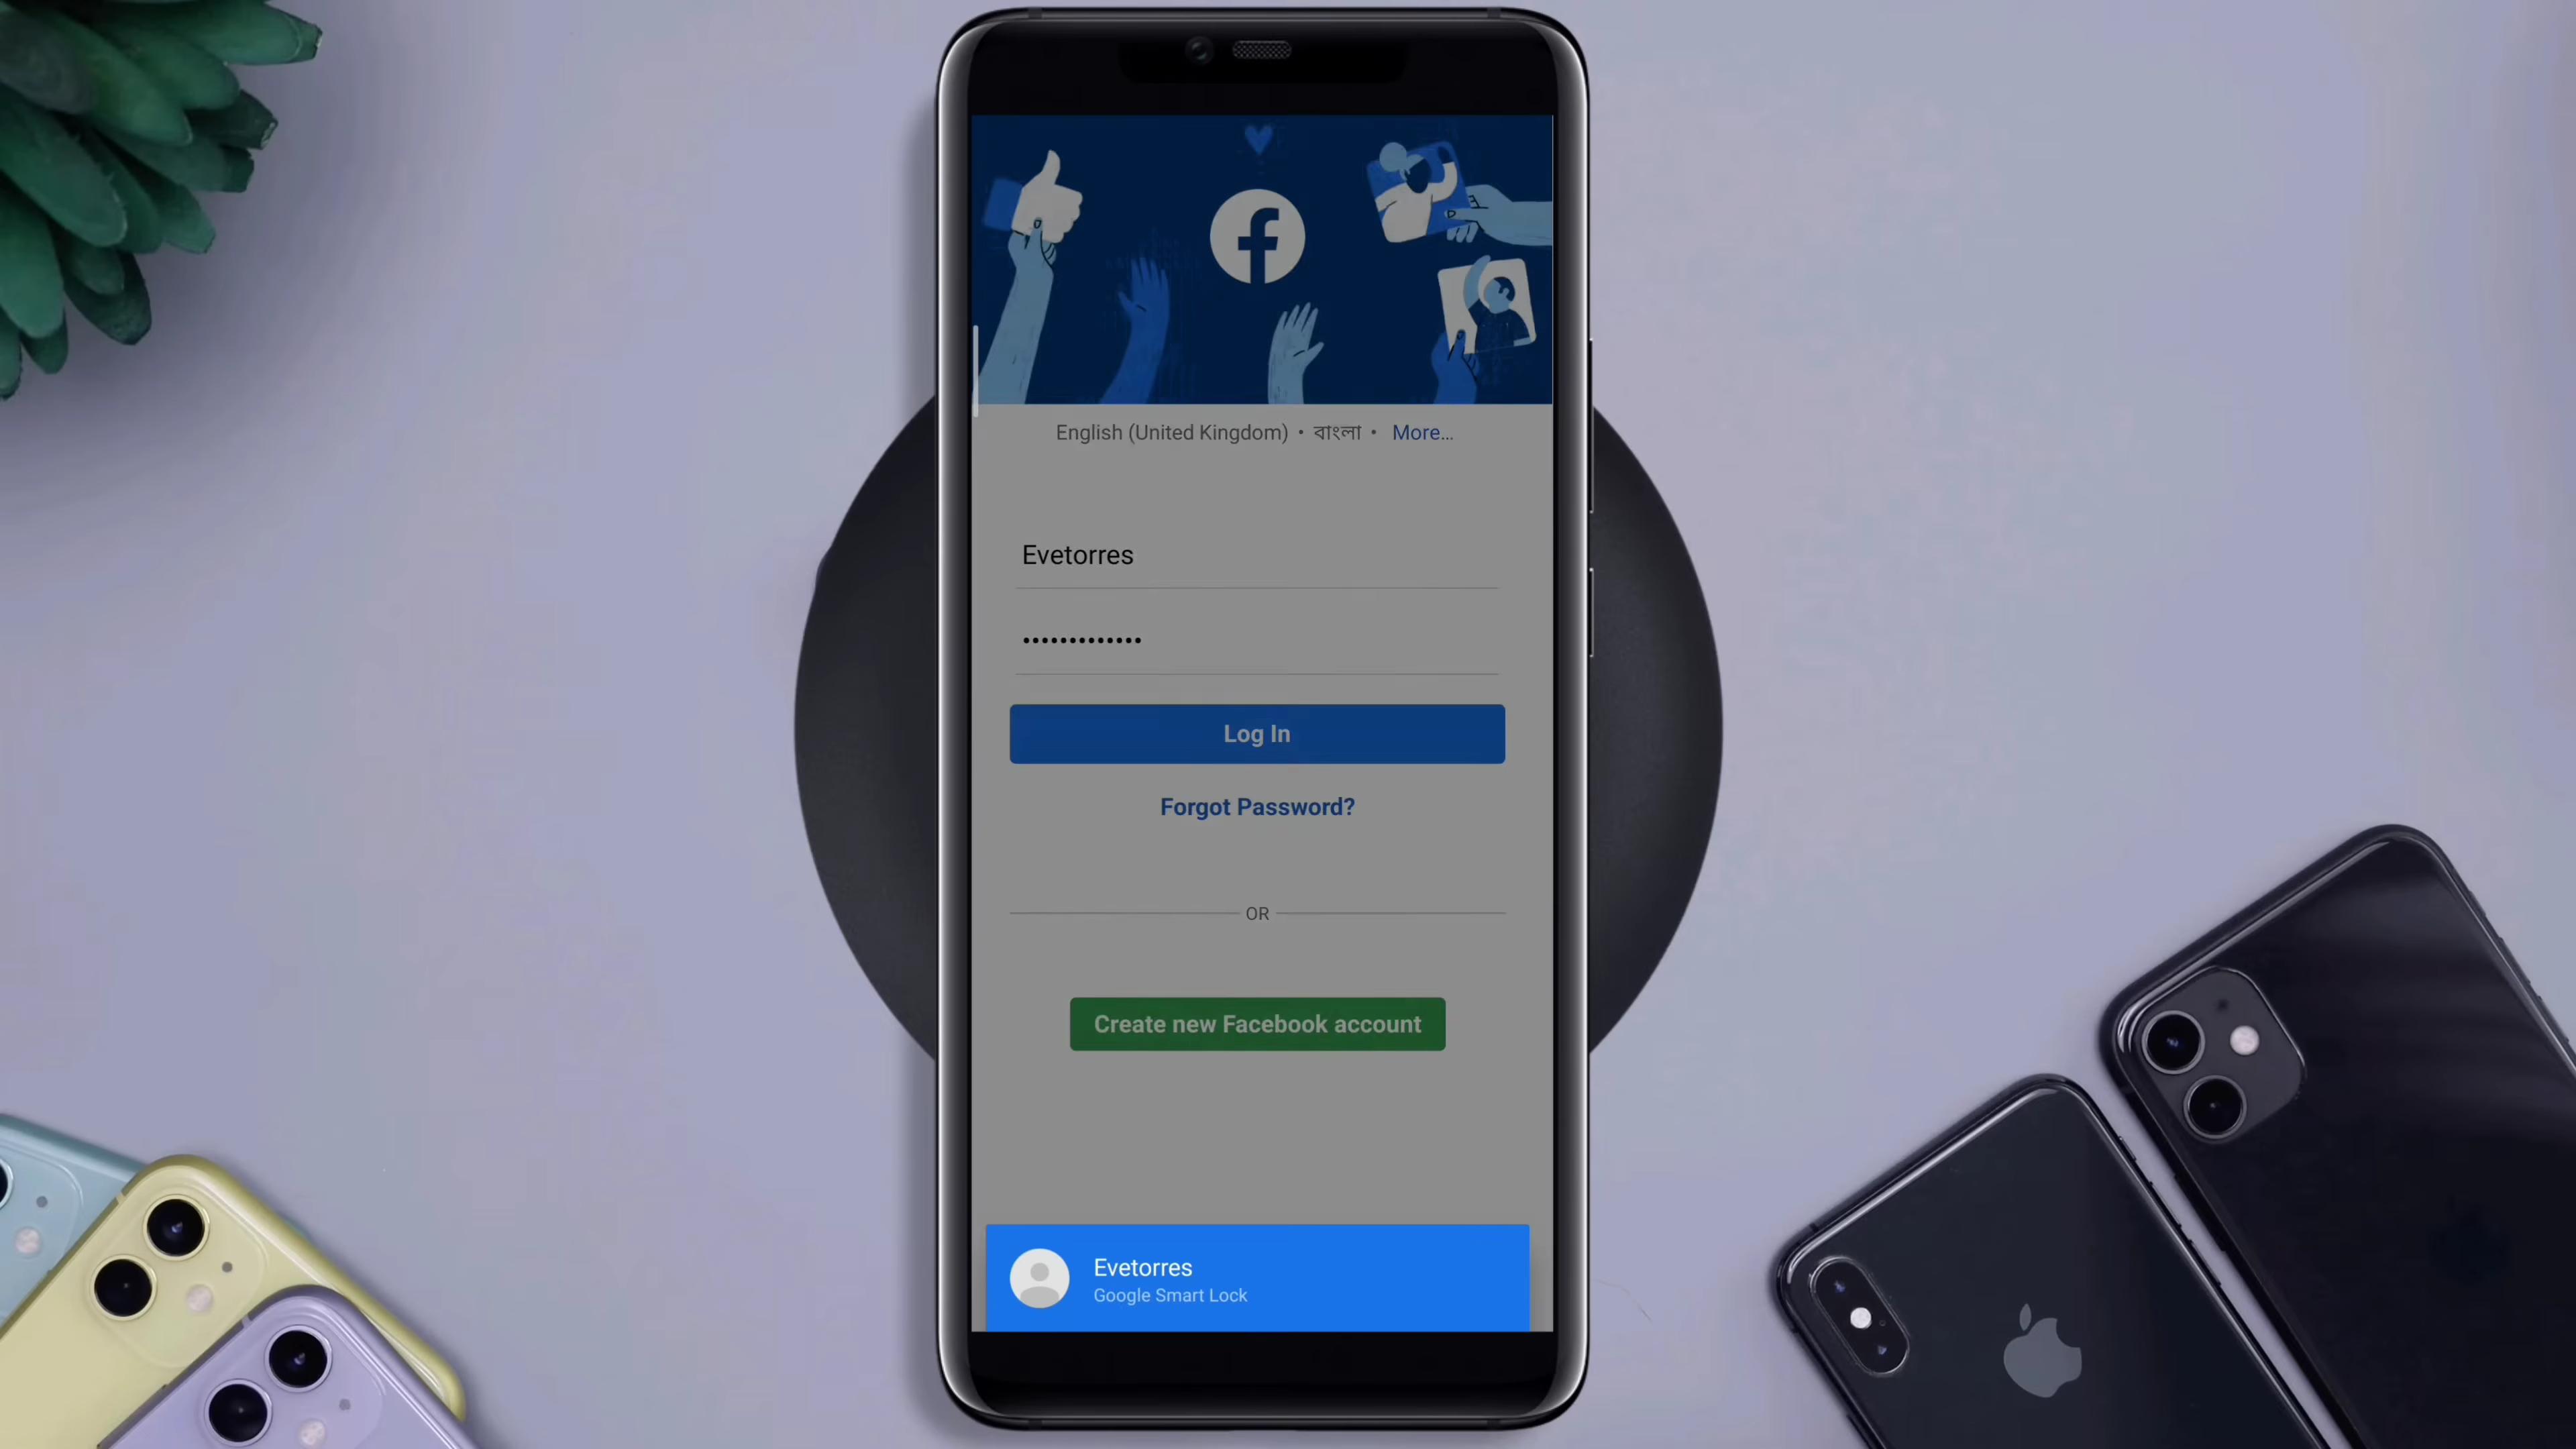 English (United Kingdom) • বাংলা • More...
Evetorres
•••••••••••••
Log In
Forgot Password?
OR
Create new Facebook account
Evetorres
Google Smart Lock